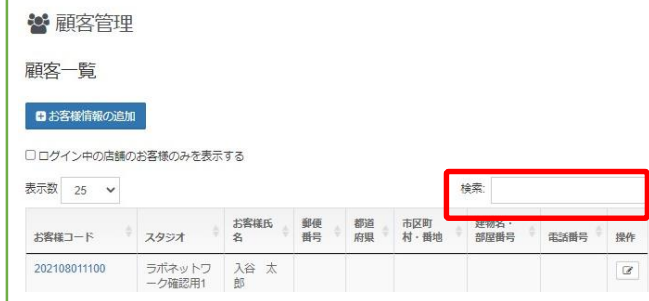 顧客管理
顧客一覧
お客様情報の追加
ログイン中の店舗のお客様のみを表示する
表示数 25 検索:
お客様コード スタジオ お客様氏名 郵便番号 都道府県 市区町村・番地 建物名・部屋番号 電話番号 操作
202108011100 ラポネットワーク確認用1 入谷 太郎